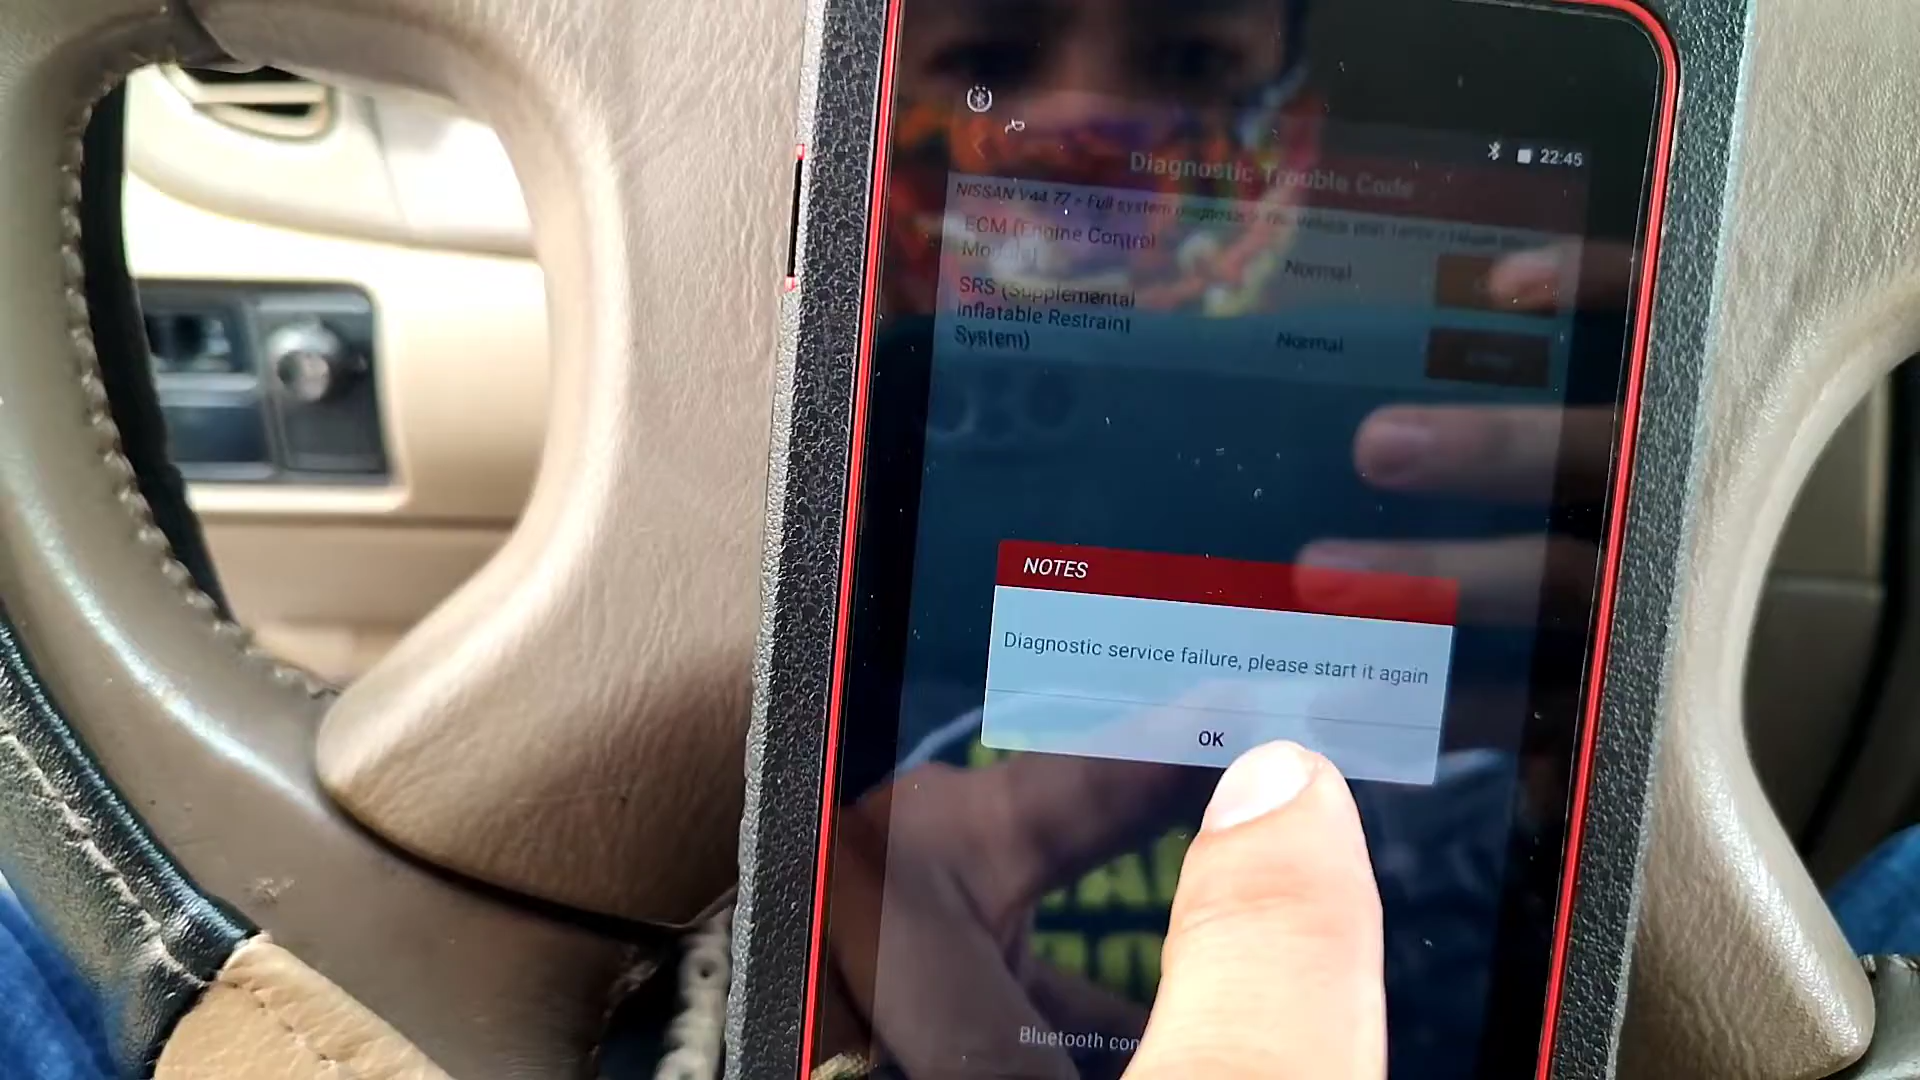 22:45
Diagnostic Trouble Code
NISSAN V44.77 > Full system diagnosis >
ECM (Engine Control
Module)
Normal
SRS (Supplemental
Inflatable Restraint
System)
Normal
NOTES
Diagnostic service failure, please start it again
OK
Bluetooth